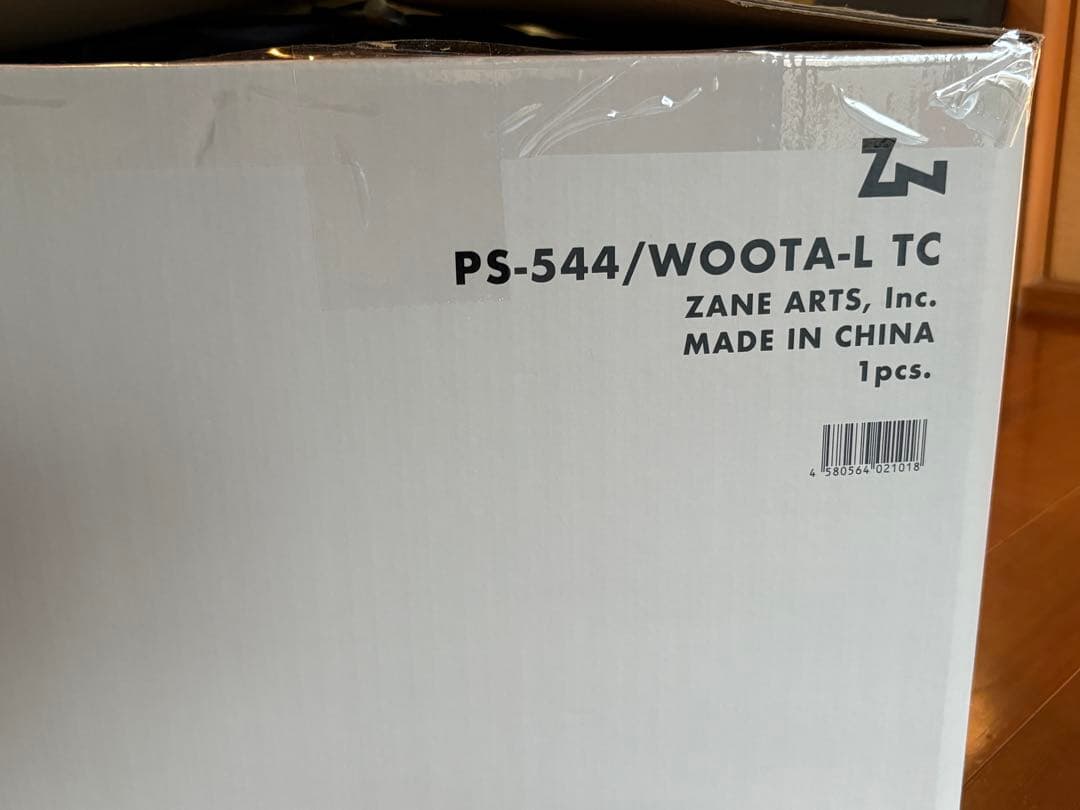 ZN
PS-544/WOOTA-L TC
ZANE ARTS, Inc.
MADE IN CHINA
1pcs.
4 580564 021018